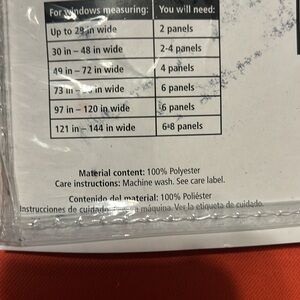 For windows measuring: You will need:
Up to 29 in wide 2 panels
30 in – 48 in wide 2-4 panels
49 in – 72 in wide 4 panels
73 in – in wide 6 panels
97 in – 120 in wide 6 panels
121 in – 144 in wide 6-8 panels
Material content: 100% Polyester
Care instructions: Machine wash. See care label.
Contenido del material: 100% Poliéster
Instrucciones de cuidado: máquina. Ver la etiqueta de cuidado.